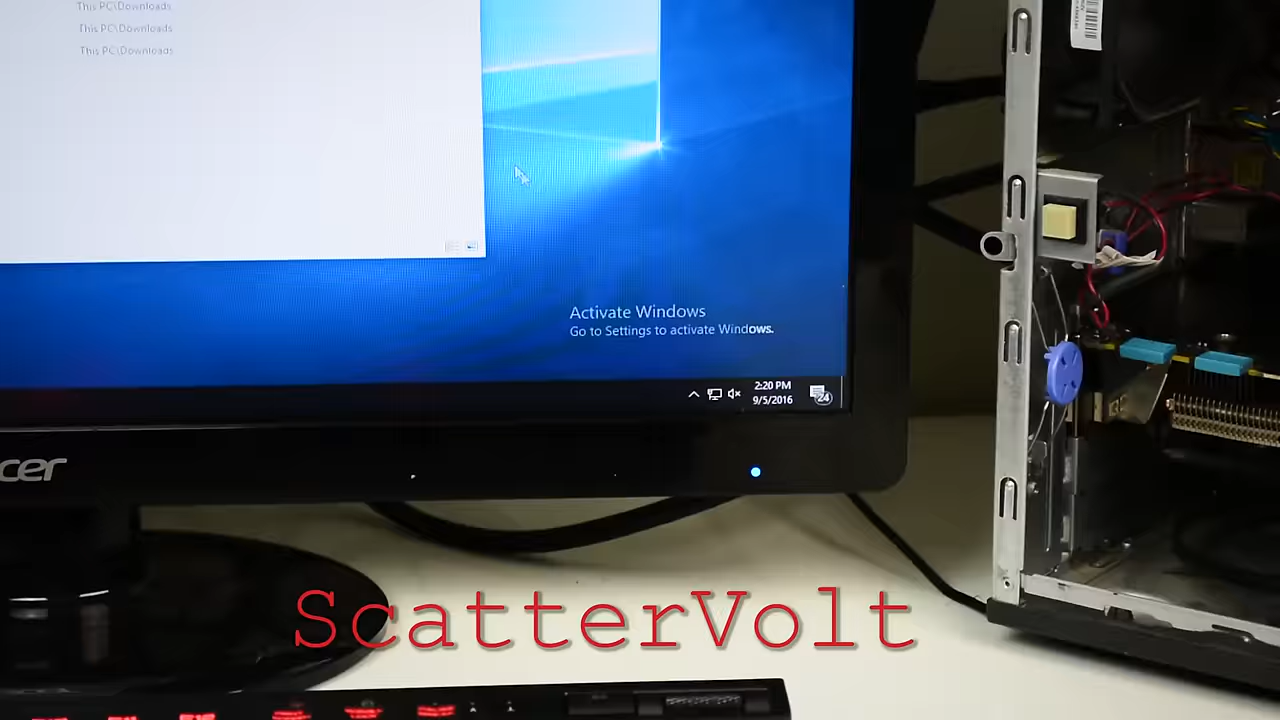 This PC\Downloads
This PC\Downloads
This PC\Downloads
Activate Windows
Go to Settings to activate Windows.
2:20 PM
9/5/2016
24
cer
ScatterVolt